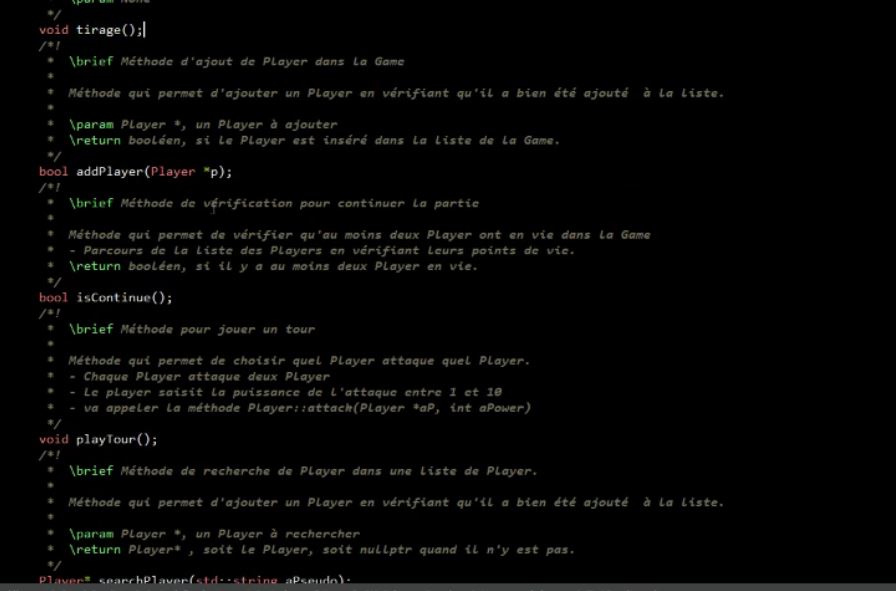 * \param None
*/
void tirage();
/*!
* \brief Méthode d'ajout de Player dans la Game
*
* Méthode qui permet d'ajouter un Player en vérifiant qu'il a bien été ajouté  à la liste.
*
* \param Player *, un Player à ajouter
* \return booléen, si le Player est inséré dans la liste de la Game.
*/
bool addPlayer(Player *p);
/*!
* \brief Méthode de vérification pour continuer la partie
*
* Méthode qui permet de vérifier qu'au moins deux Player ont en vie dans la Game
* - Parcours de la liste des Players en vérifiant leurs points de vie.
* \return booléen, si il y a au moins deux Player en vie.
*/
bool isContinue();
/*!
* \brief Méthode pour jouer un tour
*
* Méthode qui permet de choisir quel Player attaque quel Player.
* - Chaque Player attaque deux Player
* - Le player saisit la puissance de l'attaque entre 1 et 10
* - va appeler la méthode Player::attack(Player *aP, int aPower)
*/
void playTour();
/*!
* \brief Méthode de recherche de Player dans une liste de Player.
*
* Méthode qui permet d'ajouter un Player en vérifiant qu'il a bien été ajouté  à la liste.
*
* \param Player *, un Player à rechercher
* \return Player* , soit le Player, soit nullptr quand il n'y est pas.
*/
Player* searchPlayer(std::string aPseudo);